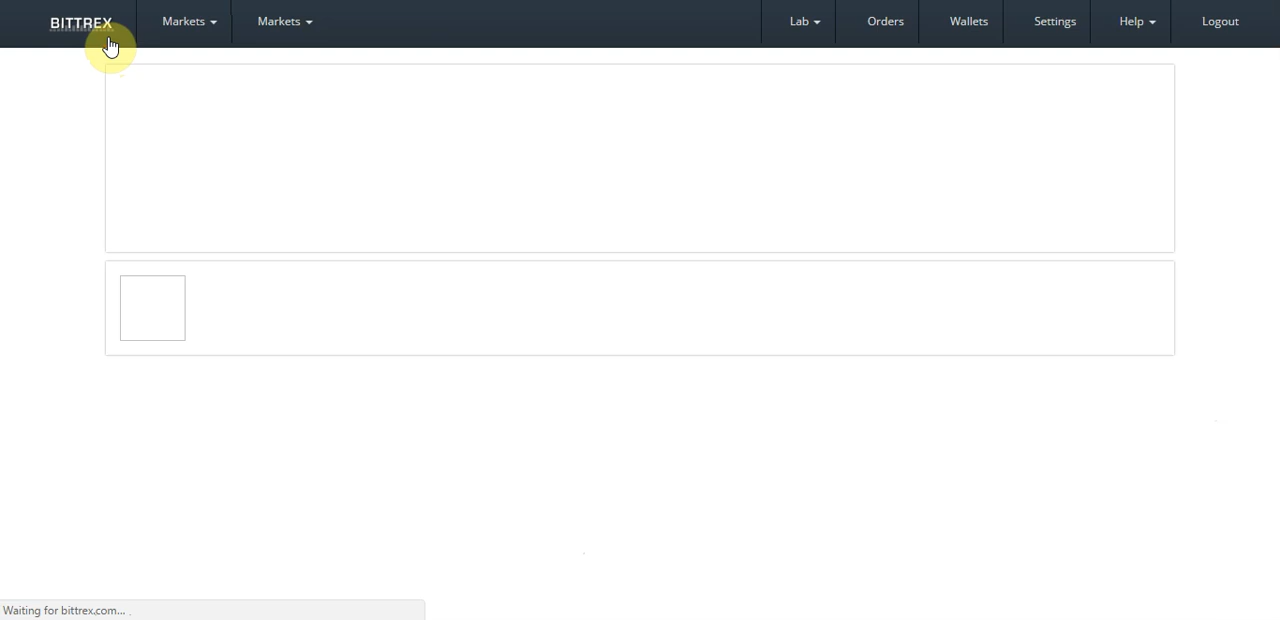 BITTREX Markets Markets Lab Orders Wallets Settings Help Logout
Waiting for bittrex.com...